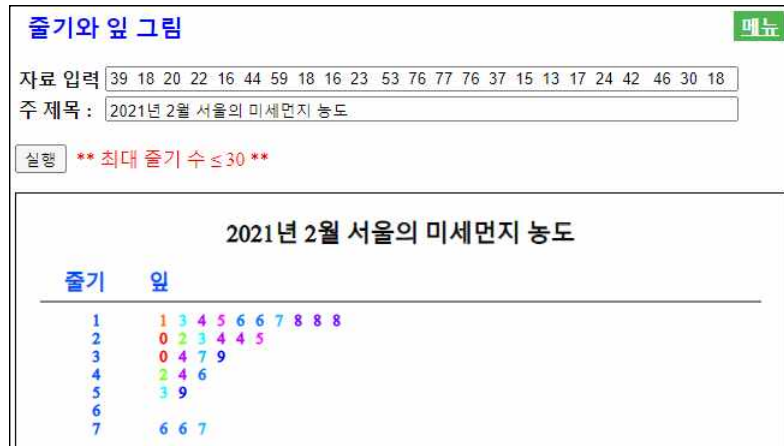 줄기와 잎 그림 메뉴
자료 입력 39 18 20 22 16 44 59 18 16 23 53 76 77 76 37 15 13 17 24 42 46 30 18
주 제목 : 2021년 2월 서울의 미세먼지 농도
실행 ** 최대 줄기 수 ≤ 30 **
2021년 2월 서울의 미세먼지 농도
줄기 잎
1 1 3 4 5 6 6 7 8 8 8
2 0 2 3 4 4 5
3 0 4 7 9
4 2 4 6
5 3 9
6
7 6 6 7